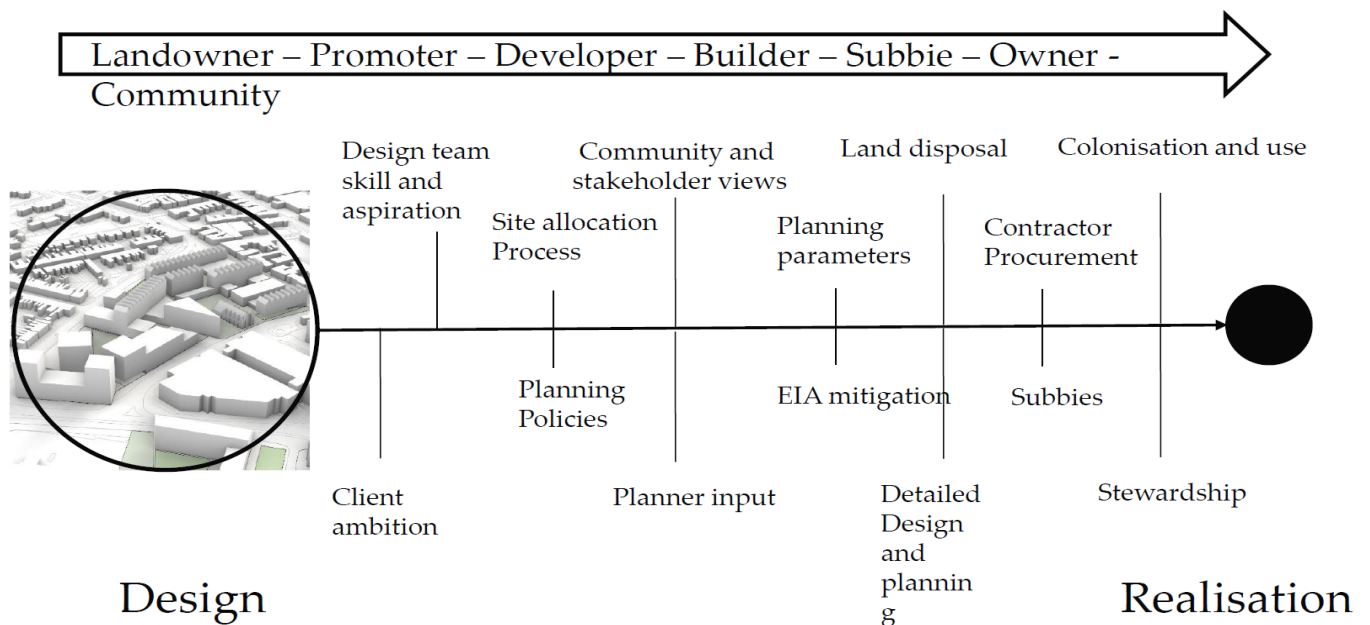 Landowner – Promoter – Developer – Builder – Subbie – Owner -
Community
Design team
skill and
aspiration
Site allocation
Process
Community and
stakeholder views
Planning
parameters
Land disposal
Contractor
Procurement
Colonisation and use
Client
ambition
Planning
Policies
Planner input
EIA mitigation
Detailed
Design
and
plannin
g
Subbies
Stewardship
Design
Realisation